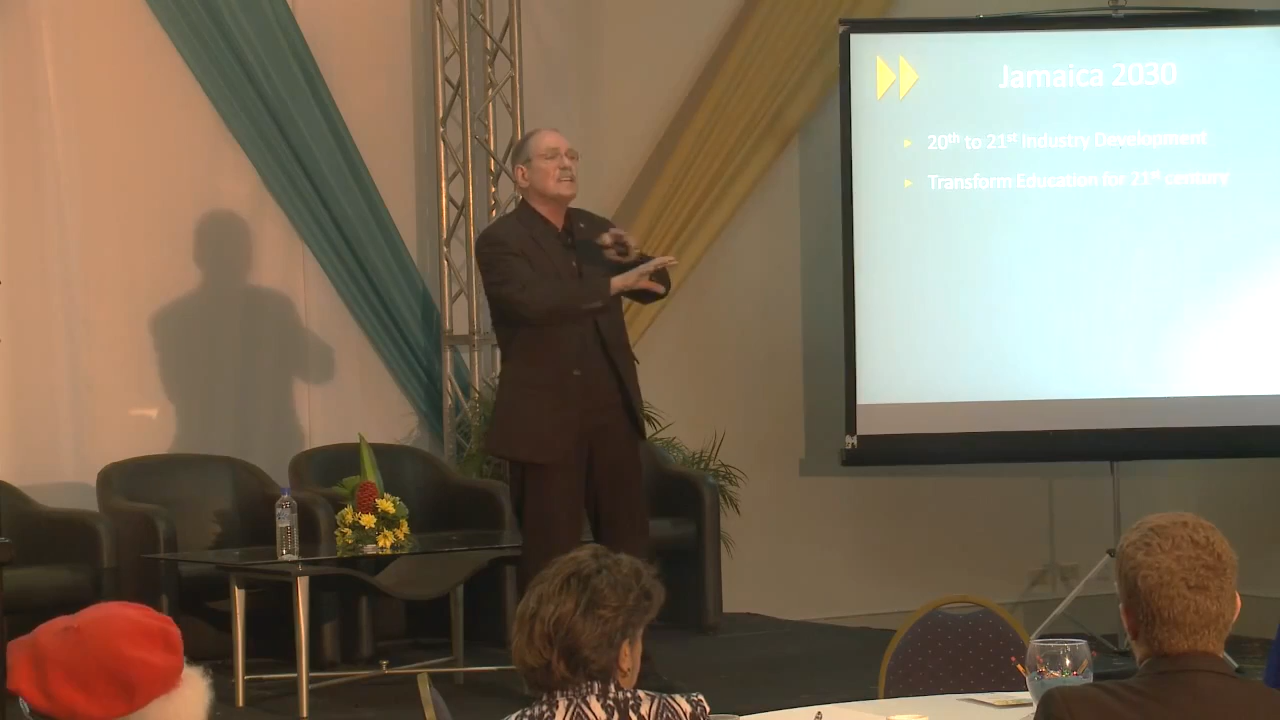 Jamaica 2030
20th to 21st Industry Development
Transform Education for 21st century